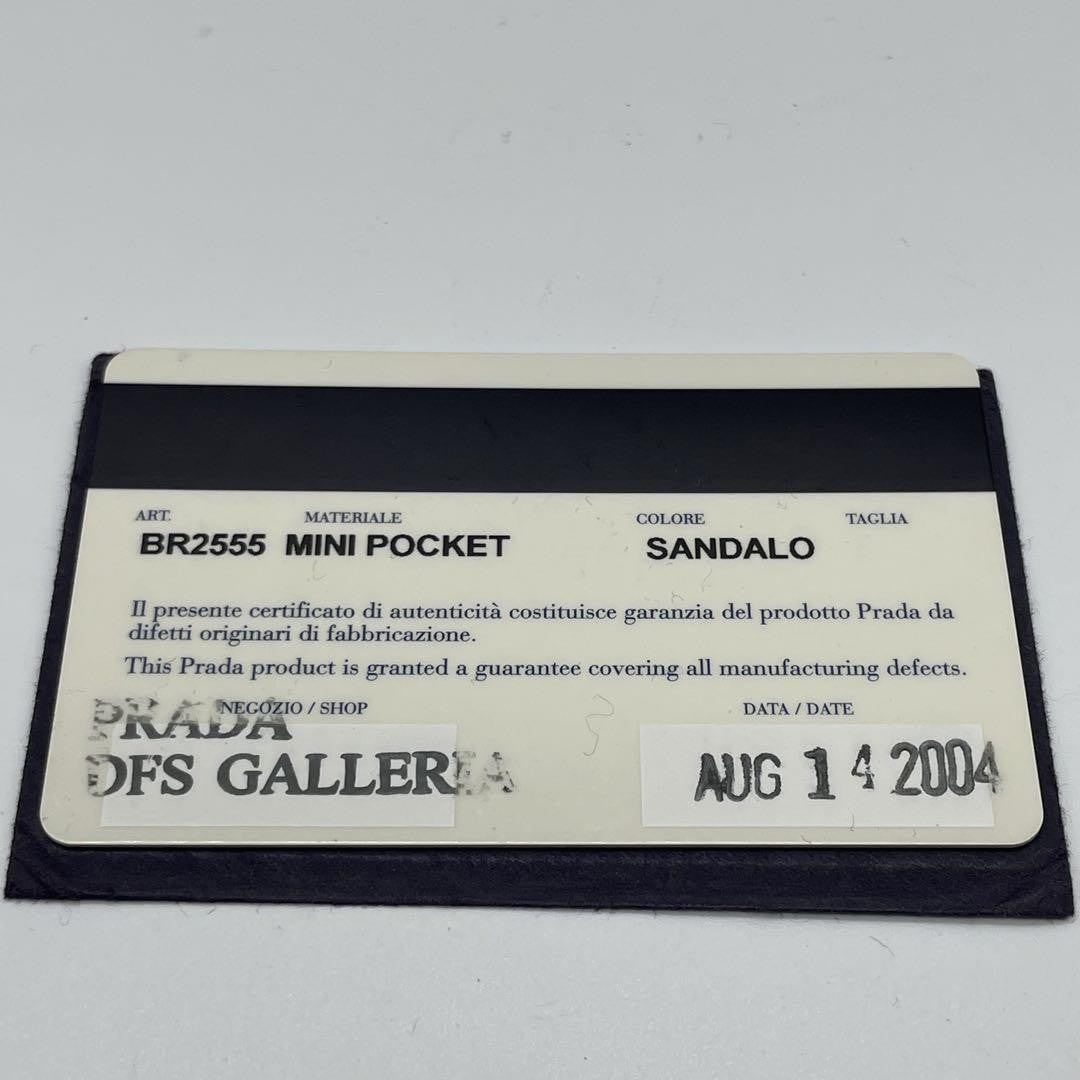 ART. MATERIALE COLORE TAGLIA
BR2555 MINI POCKET SANDALO
Il presente certificato di autenticità costituisce garanzia del prodotto Prada da
difetti originari di fabbricazione.
This Prada product is granted a guarantee covering all manufacturing defects.
NEGOZIO / SHOP DATA / DATE
PRADA
DFS GALLERIA AUG 14 2004